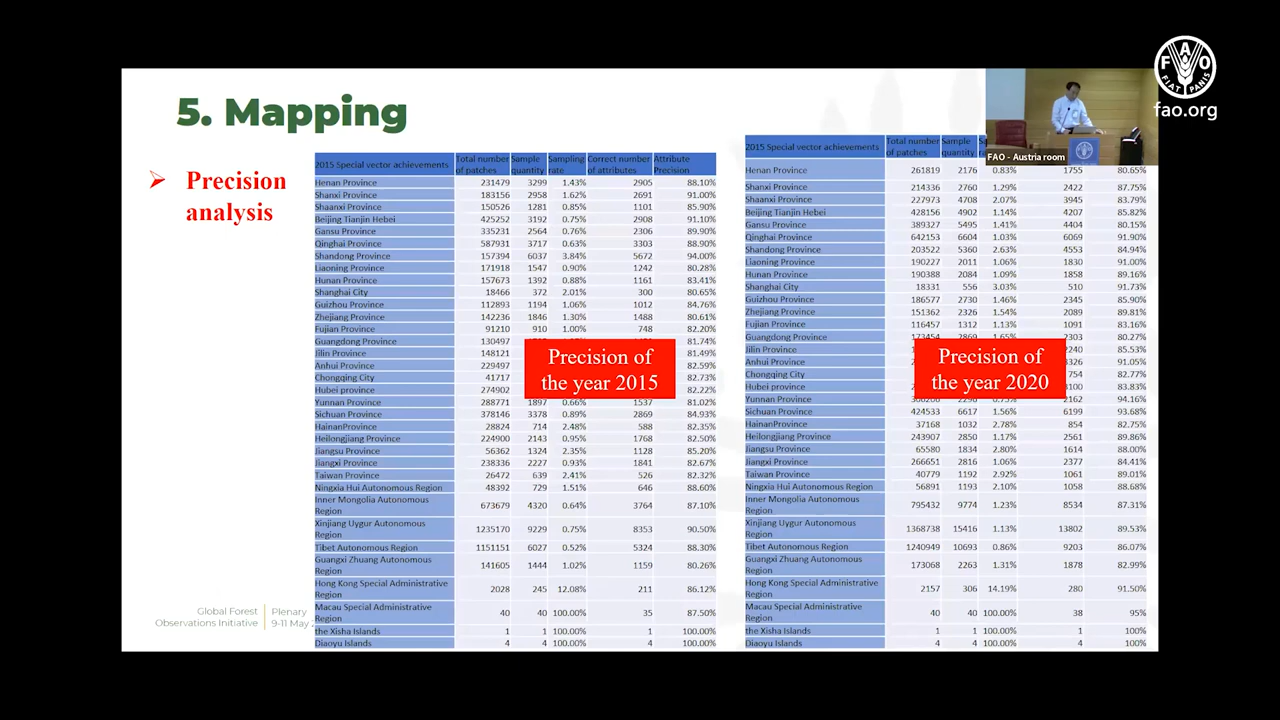 5. Mapping
Precision
analysis
2015 Special vector achievements Total number of patches Sample quantity Sampling rate Correct number of attributes Attribute Precision
Henan Province 231479 3299 1.43% 2905 88.10%
Shanxi Province 183156 2958 1.62% 2691 91.00%
Shaanxi Province 150526 1281 0.85% 1101 85.90%
Beijing Tianjin Hebei 425252 3192 0.75% 2908 91.10%
Gansu Province 335231 2564 0.76% 2306 89.90%
Qinghai Province 587931 3717 0.63% 3303 88.90%
Shandong Province 157394 6037 3.84% 5672 94.00%
Liaoning Province 171918 1547 0.90% 1242 80.28%
Hunan Province 157673 1392 0.88% 1161 83.41%
Shanghai City 18466 372 2.01% 300 80.65%
Guizhou Province 112893 1194 1.06% 1012 84.76%
Zhejiang Province 142236 1846 1.30% 1488 80.61%
Fujian Province 91210 910 1.00% 748 82.20%
Guangdong Province 130497 81.74%
Jilin Province 148121 81.49%
Anhui Province 229497 82.59%
Chongqing City 41717 82.73%
Hubei province 274902 82.22%
Yunnan Province 288771 1897 0.66% 1537 81.02%
Sichuan Province 378146 3378 0.89% 2869 84.93%
HainanProvince 28824 714 2.48% 588 82.35%
Heilongjiang Province 224900 2143 0.95% 1768 82.50%
Jiangsu Province 56362 1324 2.35% 1128 85.20%
Jiangxi Province 238336 2227 0.93% 1841 82.67%
Taiwan Province 26472 639 2.41% 526 82.32%
Ningxia Hui Autonomous Region 48392 729 1.51% 646 88.60%
Inner Mongolia Autonomous Region 673679 4320 0.64% 3764 87.10%
Xinjiang Uygur Autonomous Region 1235170 9229 0.75% 8353 90.50%
Tibet Autonomous Region 1151151 6027 0.52% 5324 88.30%
Guangxi Zhuang Autonomous Region 141605 1444 1.02% 1159 80.26%
Hong Kong Special Administrative Region 2028 245 12.08% 211 86.12%
Macau Special Administrative Region 40 40 100.00% 35 87.50%
the Xisha Islands 1 1 100.00% 1 100.00%
Diaoyu Islands 4 4 100.00% 4 100.00%
Precision of
the year 2015
2015 Special vector achievements Total number of patches Sample quantity
Henan Province 261819 2176 0.83% 1755 80.65%
Shanxi Province 214336 2760 1.29% 2422 87.75%
Shaanxi Province 227973 4708 2.07% 3945 83.79%
Beijing Tianjin Hebei 428156 4902 1.14% 4207 85.82%
Gansu Province 389327 5495 1.41% 4404 80.15%
Qinghai Province 642153 6604 1.03% 6069 91.90%
Shandong Province 203522 5360 2.63% 4553 84.94%
Liaoning Province 190227 2011 1.06% 1830 91.00%
Hunan Province 190388 2084 1.09% 1858 89.16%
Shanghai City 18331 556 3.03% 510 91.73%
Guizhou Province 186577 2730 1.46% 2345 85.90%
Zhejiang Province 151362 2326 1.54% 2089 89.81%
Fujian Province 116457 1312 1.13% 1091 83.16%
Guangdong Province 2303 80.27%
Jilin Province 2240 85.53%
Anhui Province 91.05%
Chongqing City 82.77%
Hubei province 83.83%
Yunnan Province 2162 94.16%
Sichuan Province 424533 6617 1.56% 6199 93.68%
HainanProvince 37168 1032 2.78% 854 82.75%
Heilongjiang Province 243907 2850 1.17% 2561 89.86%
Jiangsu Province 65580 1834 2.80% 1614 88.00%
Jiangxi Province 266651 2816 1.06% 2377 84.41%
Taiwan Province 40779 1192 2.92% 1061 89.01%
Ningxia Hui Autonomous Region 56891 1193 2.10% 1058 88.68%
Inner Mongolia Autonomous Region 795432 9774 1.23% 8534 87.31%
Xinjiang Uygur Autonomous Region 1368738 15416 1.13% 13802 89.53%
Tibet Autonomous Region 1240949 10693 0.86% 9203 86.07%
Guangxi Zhuang Autonomous Region 173068 2263 1.31% 1878 82.99%
Hong Kong Special Administrative Region 2157 306 14.19% 280 91.50%
Macau Special Administrative Region 40 40 100.00% 38 95%
the Xisha Islands 1 1 100.00% 1 100%
Diaoyu Islands 4 4 100.00% 4 100%
Precision of
the year 2020
FAO - Austria room
FAO
FIAT PANIS
fao.org
Global Forest
Observations Initiative
Plenary
9-11 May